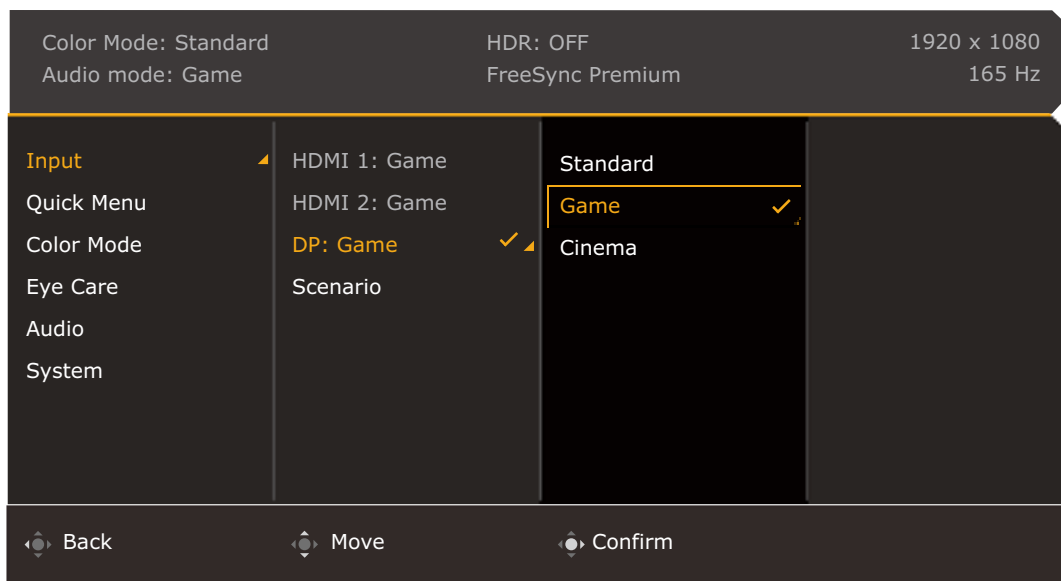 Color Mode: Standard
HDR: OFF
1920 x 1080
Audio mode: Game
FreeSync Premium
165 Hz
Input
Quick Menu
Color Mode
Eye Care
Audio
System
HDMI 1: Game
HDMI 2: Game
DP: Game
Scenario
Standard
Game
Cinema
Back
Move
Confirm